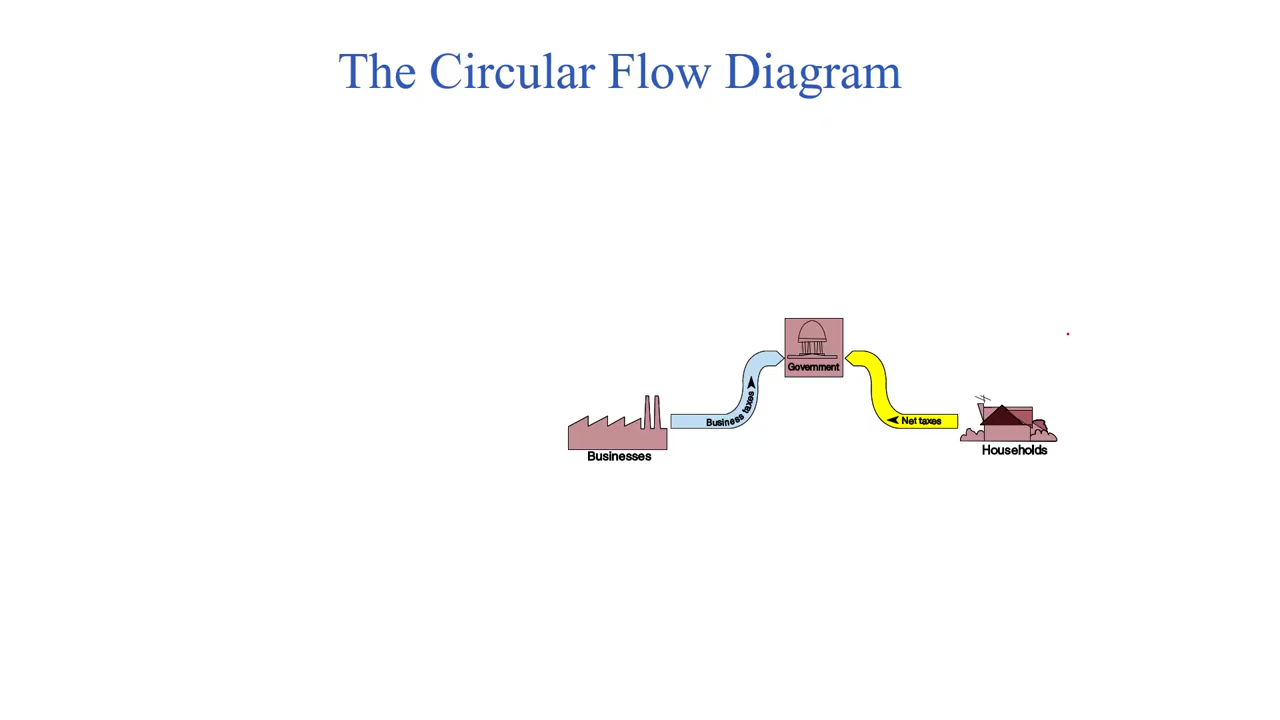 The Circular Flow Diagram
Government
Business taxes
Net taxes
Businesses
Households